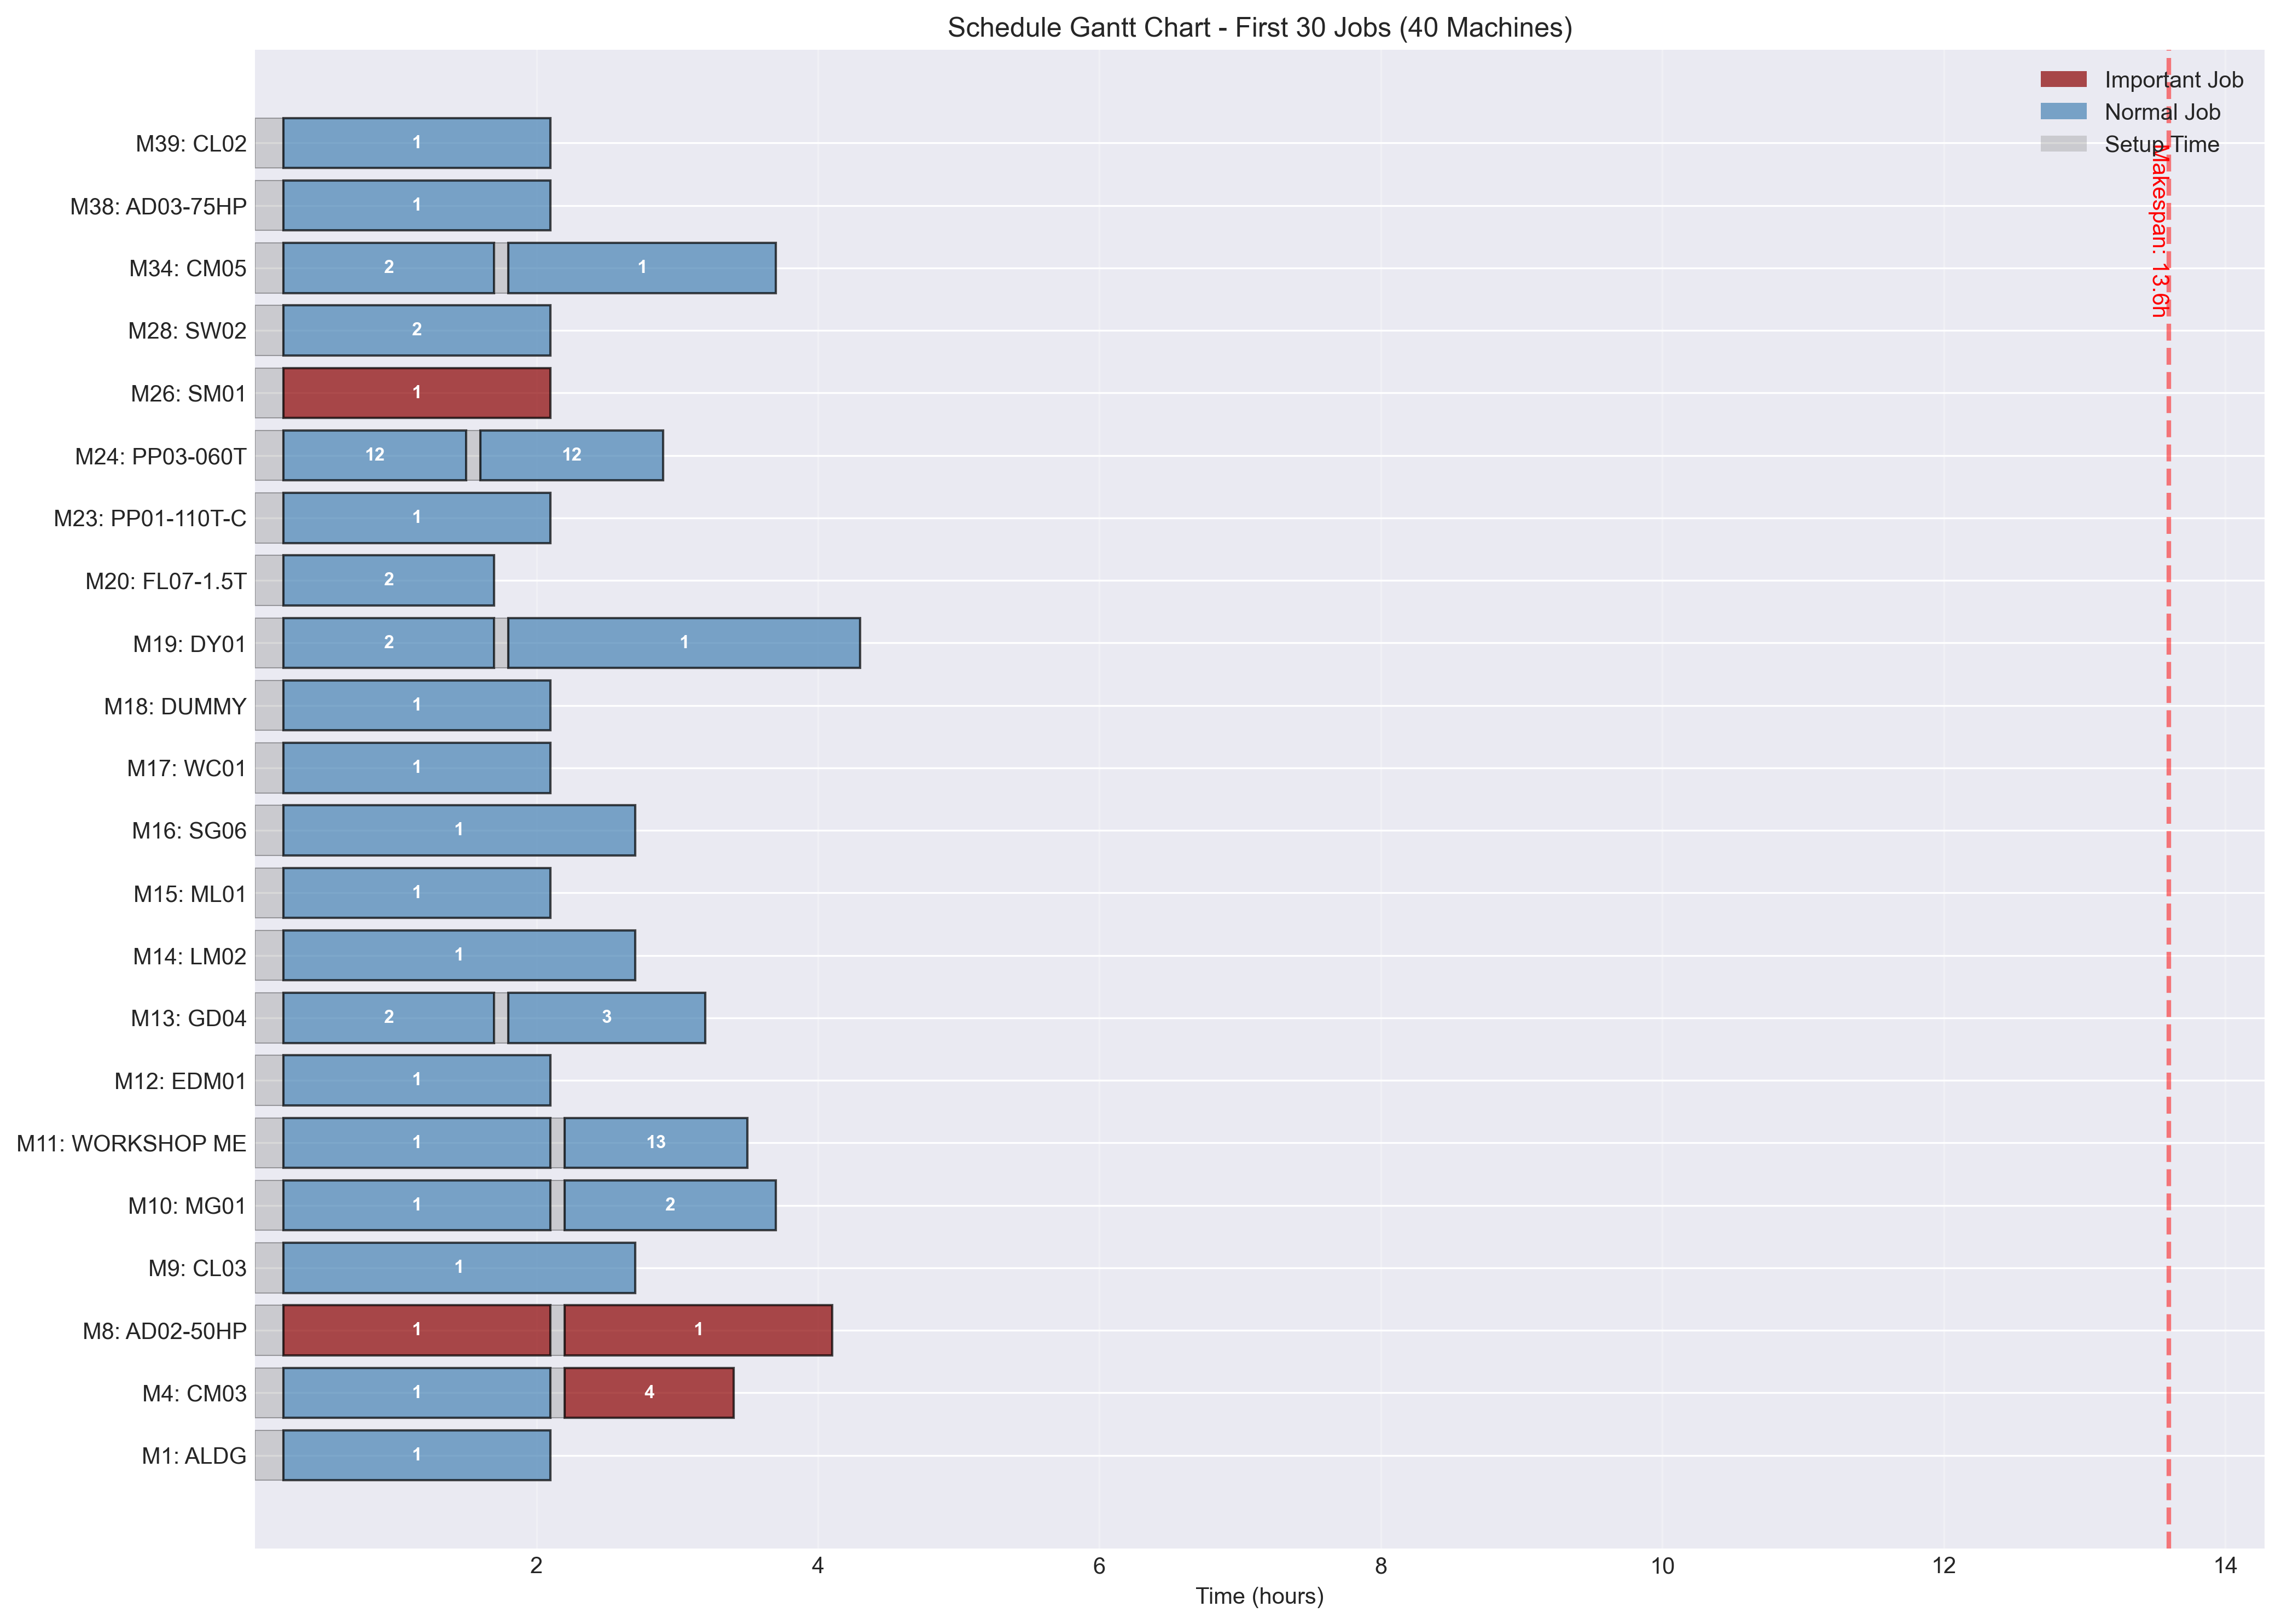 Schedule Gantt Chart - First 30 Jobs (40 Machines)
Important Job
Normal Job
Setup Time
Makespan: 13.6h
M39: CL02
1
M38: AD03-75HP
1
M34: CM05
2 1
M28: SW02
2
M26: SM01
1
M24: PP03-060T
12 12
M23: PP01-110T-C
1
M20: FL07-1.5T
2
M19: DY01
2 1
M18: DUMMY
1
M17: WC01
1
M16: SG06
1
M15: ML01
1
M14: LM02
1
M13: GD04
2 3
M12: EDM01
1
M11: WORKSHOP ME
1 13
M10: MG01
1 2
M9: CL03
1
M8: AD02-50HP
1 1
M4: CM03
1 4
M1: ALDG
1
2 4 6 8 10 12 14
Time (hours)